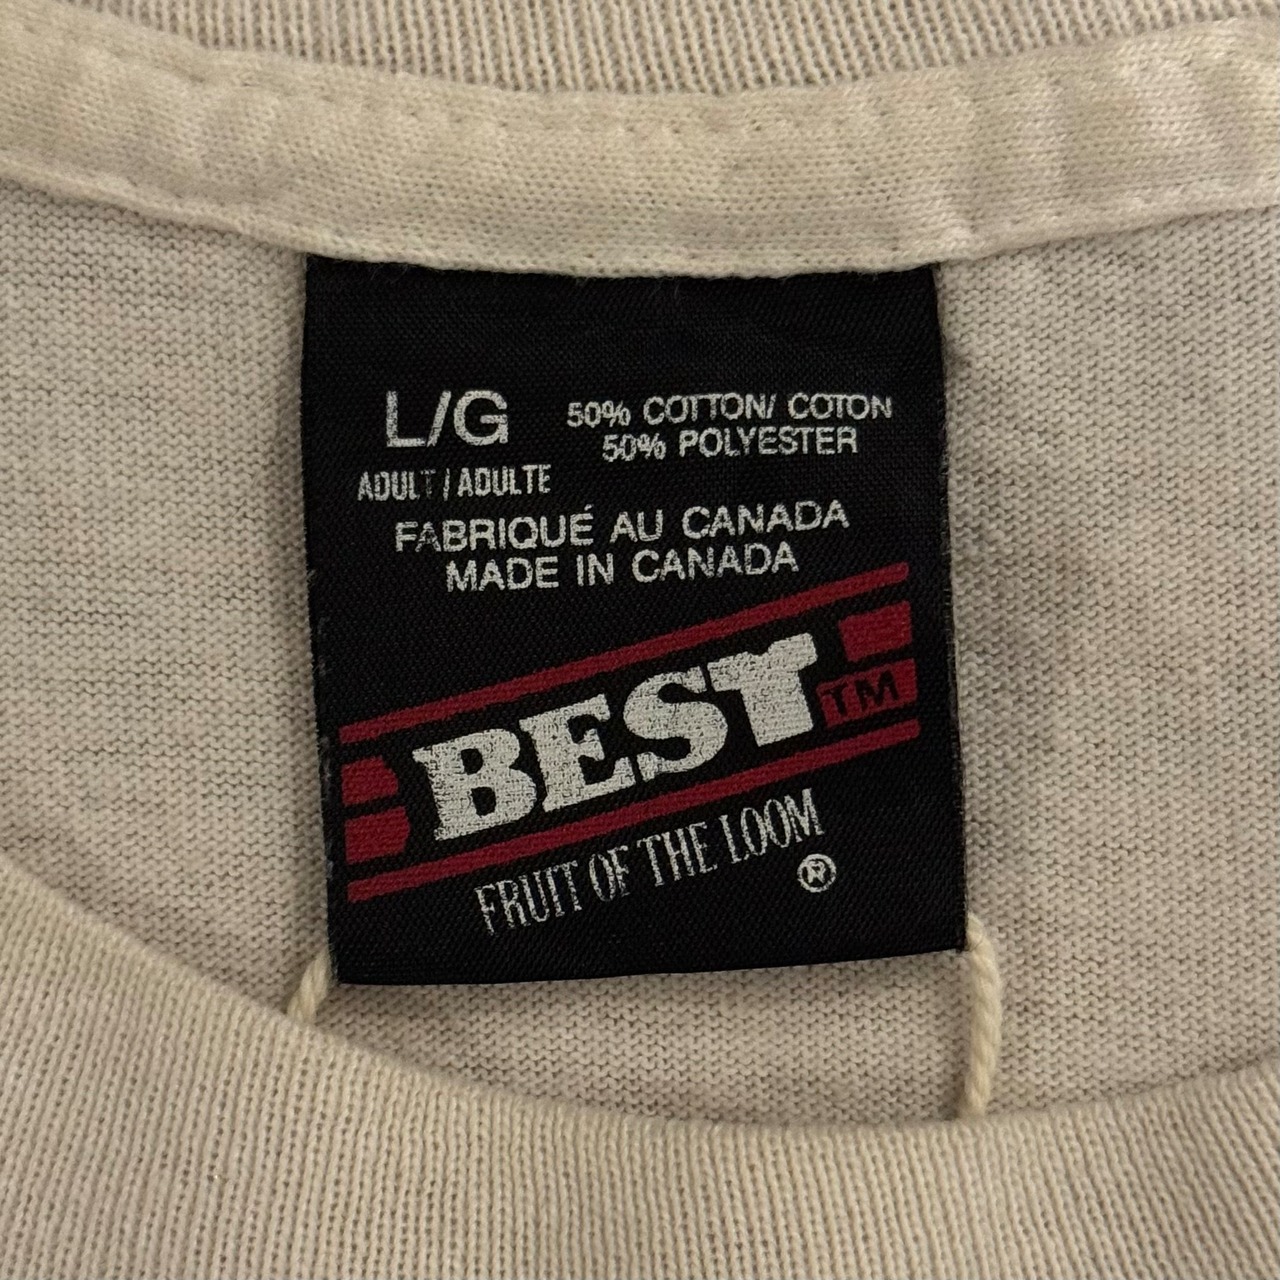 L/G
50% COTTON/ COTON
50% POLYESTER
ADULT / ADULTE
FABRIQUÉ AU CANADA
MADE IN CANADA
BEST TM
FRUIT OF THE LOOM
®